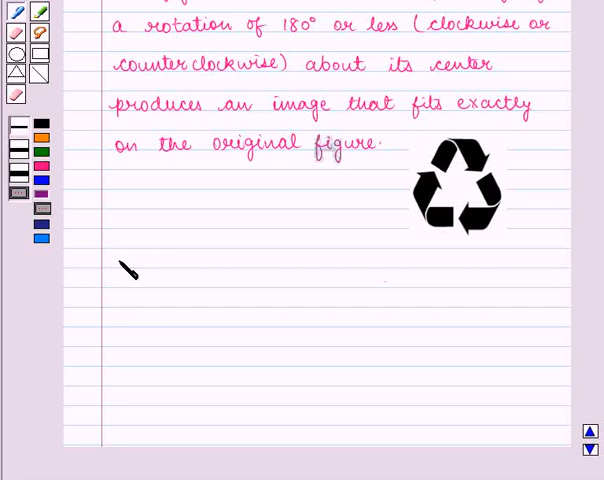 a rotation of 180° or less (clockwise or
counterclockwise) about its center
produces an image that fits exactly
on the original figure.